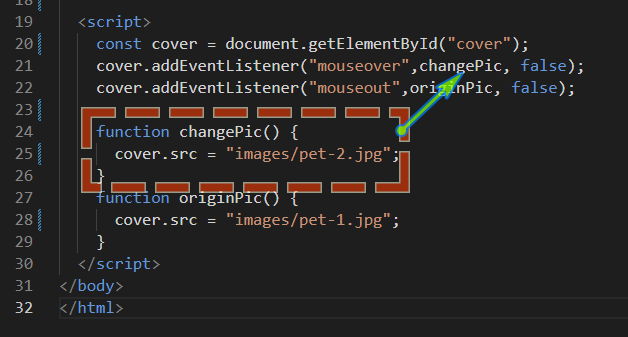 19 <script>
20 const cover = document.getElementById("cover");
21 cover.addEventListener("mouseover",changePic, false);
22 cover.addEventListener("mouseout",originPic, false);
23
24 function changePic() {
25 cover.src = "images/pet-2.jpg";
26 }
27 function originPic() {
28 cover.src = "images/pet-1.jpg";
29 }
30 </script>
31 </body>
32 </html>